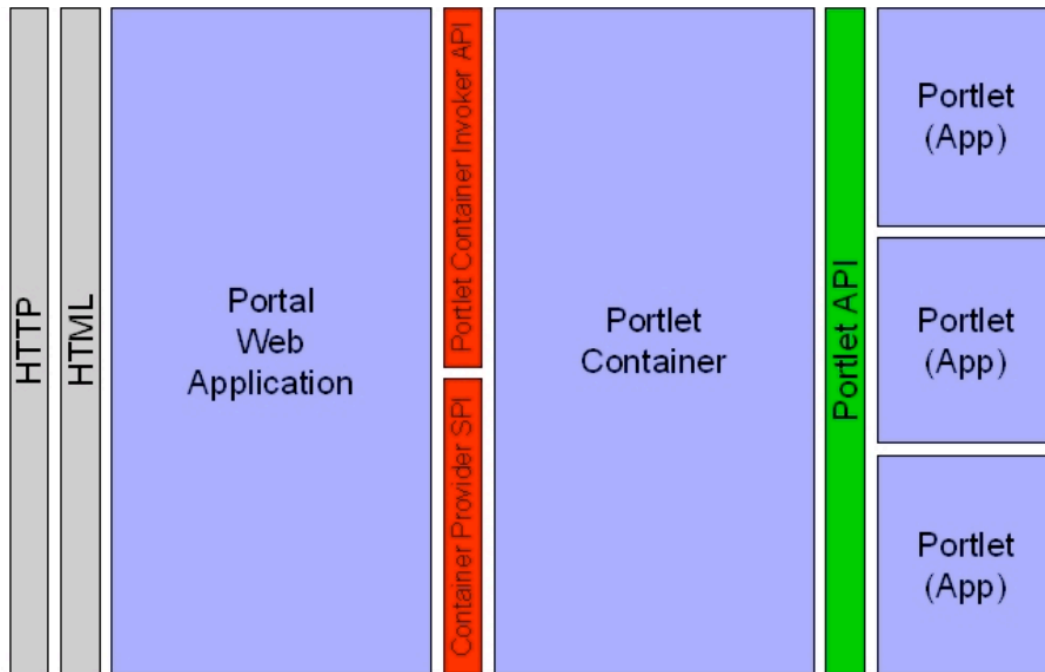 HTTP
HTML
Portal
Web
Application
Portlet Container Invoker API
Container Provider SPI
Portlet
Container
Portlet API
Portlet
(App)
Portlet
(App)
Portlet
(App)